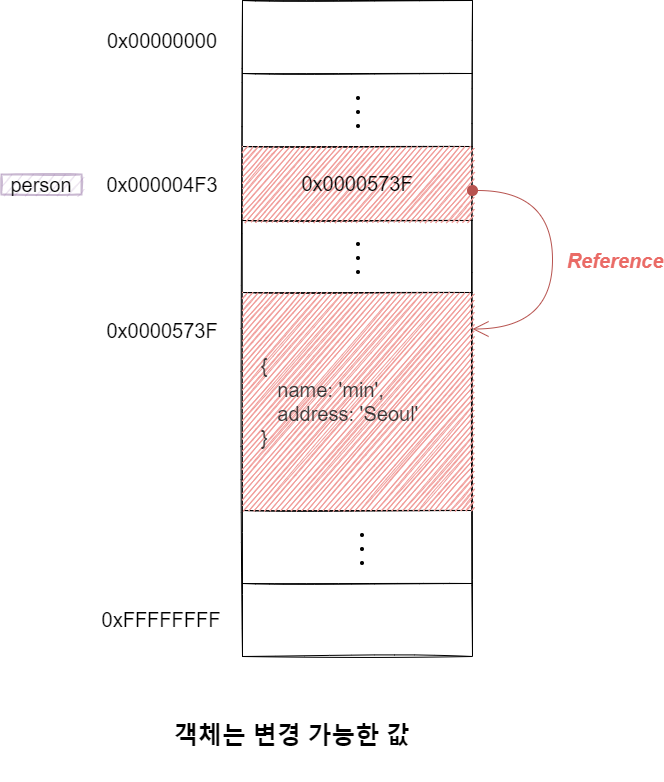 0x00000000
person
0x000004F3
0x0000573F
Reference
0x0000573F
{
name: 'min',
address: 'Seoul'
}
0xFFFFFFFF
객체는 변경 가능한 값